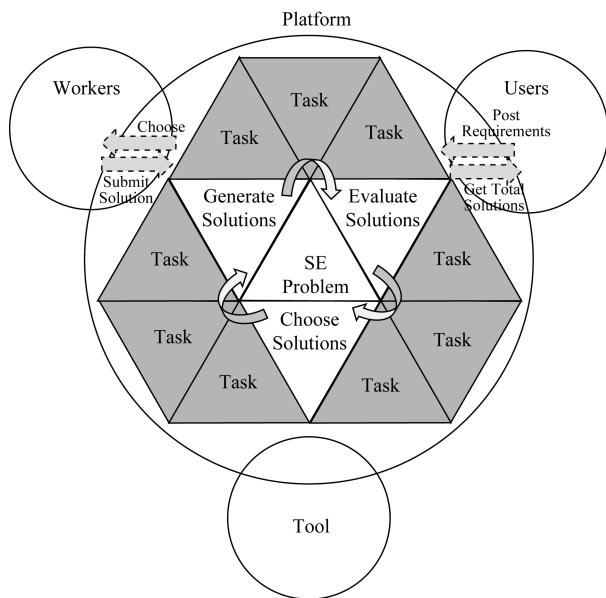 Platform
Workers
Users
Task
Choose
Post
Requirements
Task
Task
Submit
Solution
Get Total
Solutions
Generate
Solutions
Evaluate
Solutions
Task
SE
Problem
Task
Choose
Solutions
Task
Task
Task
Task
Tool